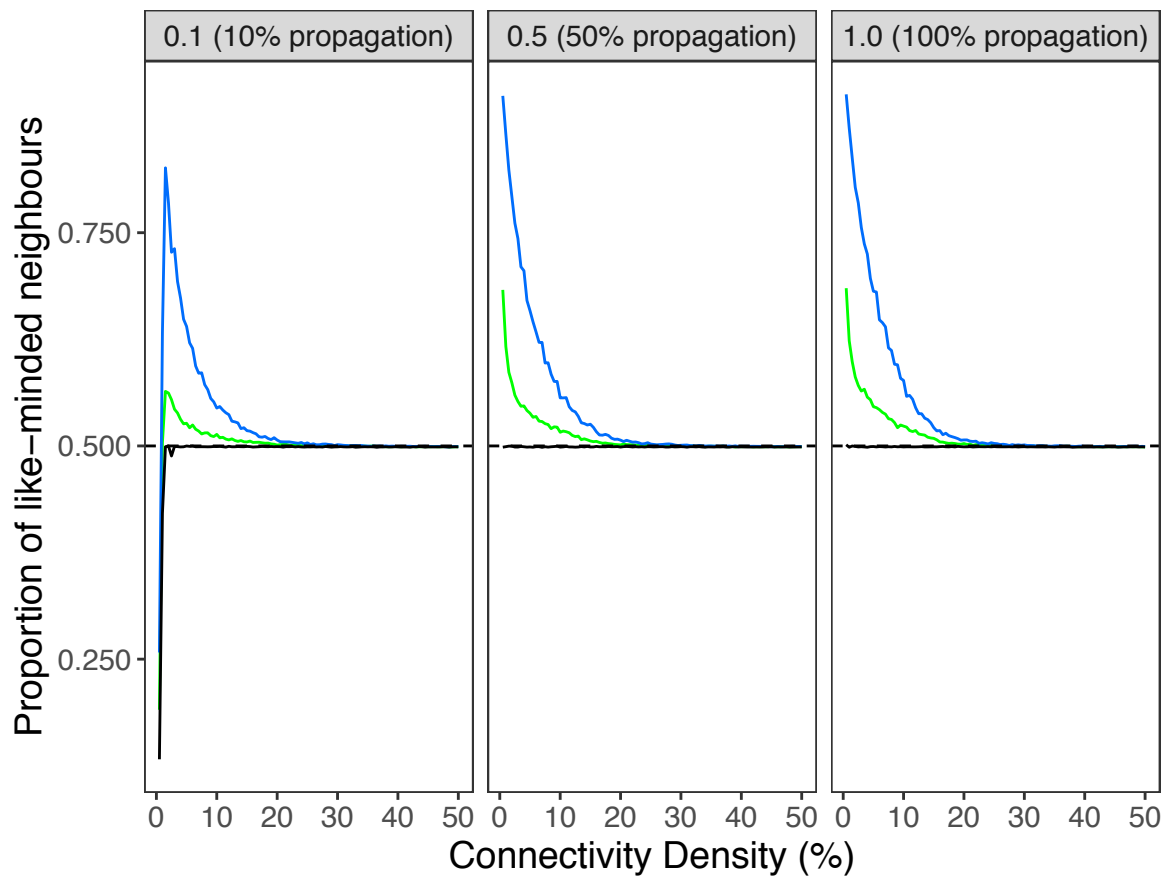 0.1 (10% propagation) 0.5 (50% propagation) 1.0 (100% propagation)
Proportion of like−minded neighbours
0.750
0.500
0.250
0 10 20 30 40 50 0 10 20 30 40 50 0 10 20 30 40 50
Connectivity Density (%)